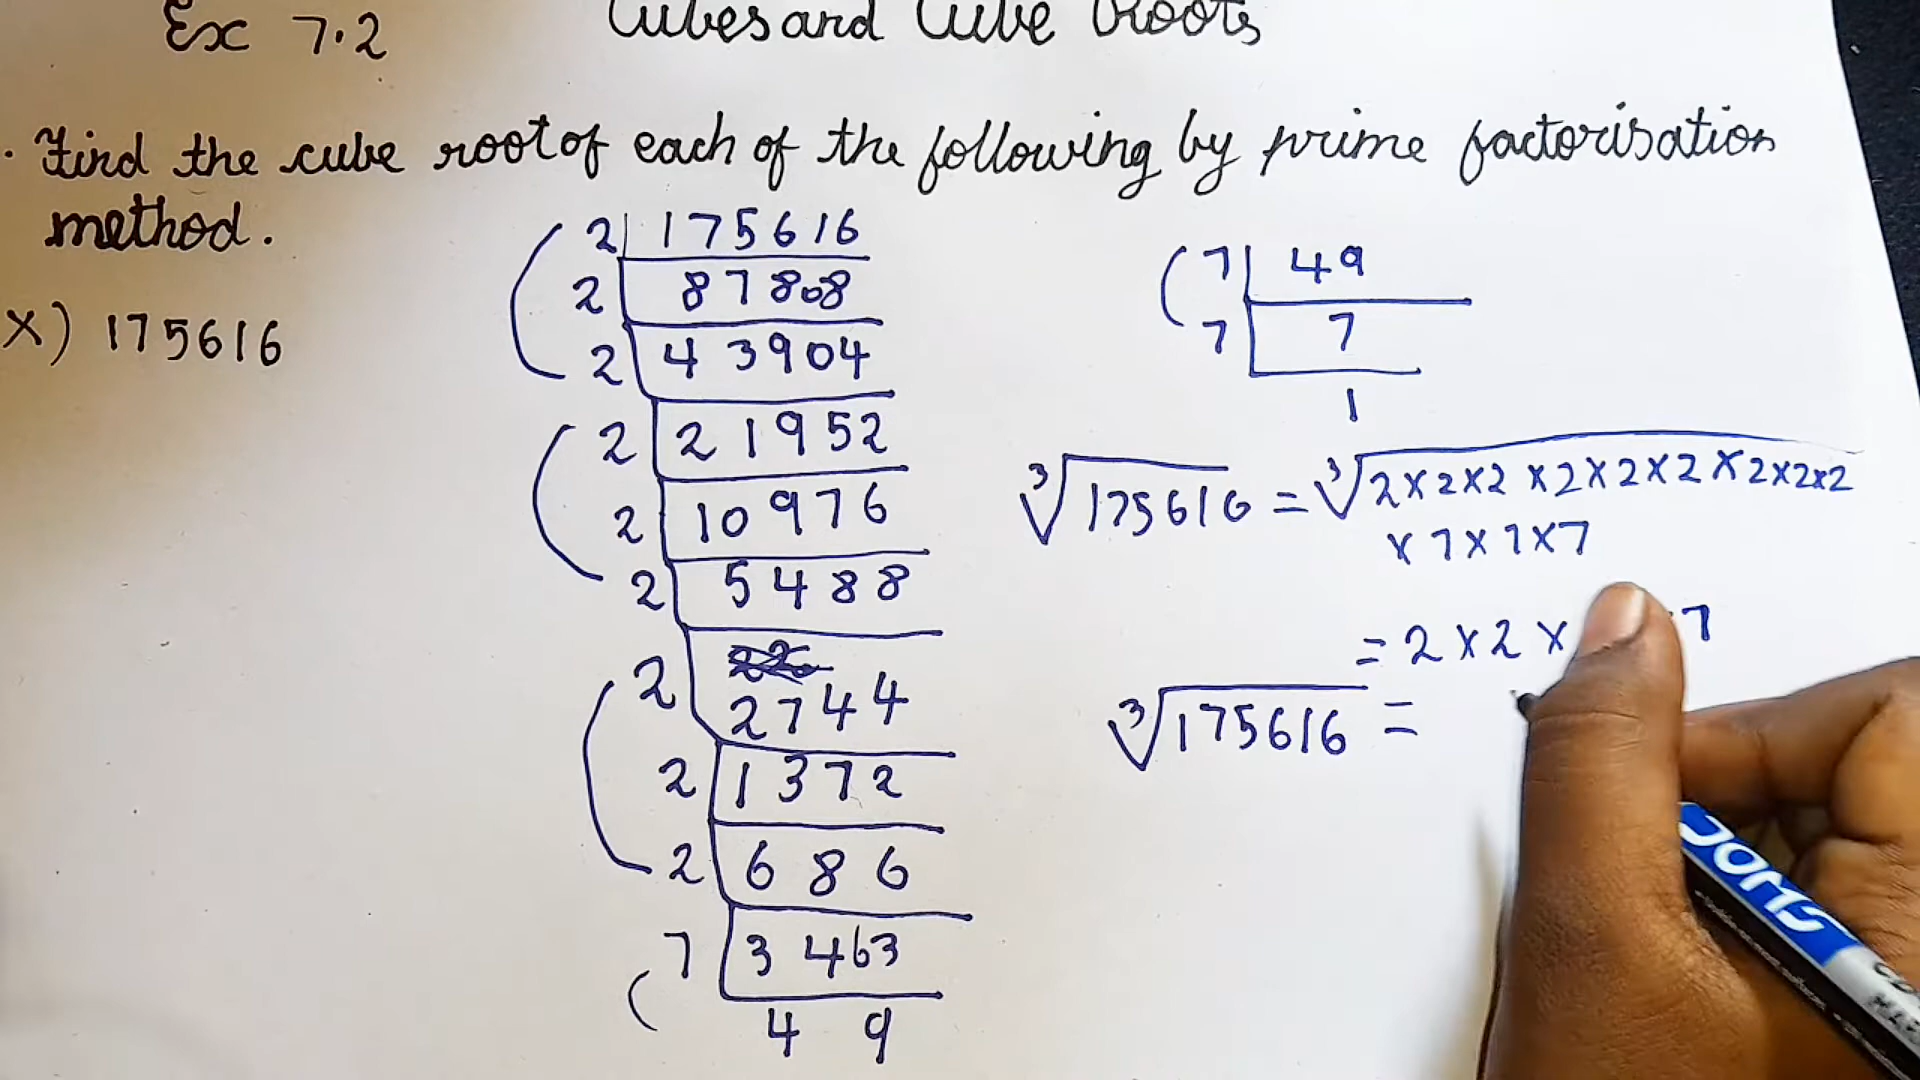 Ex 7.2
Cubes and Cube Roots
. Find the cube root of each of the following by prime factorisation
method.
x) 175616
2 175616
2 87808
2 43904
2 21952
2 10976
2 5488
2 2744
2 1372
2 686
7 343
49
7 49
7 7
1
∛175616 = ∛2×2×2×2×2×2×2×2×2
×7×7×7
= 2×2× 7
∛175616 =